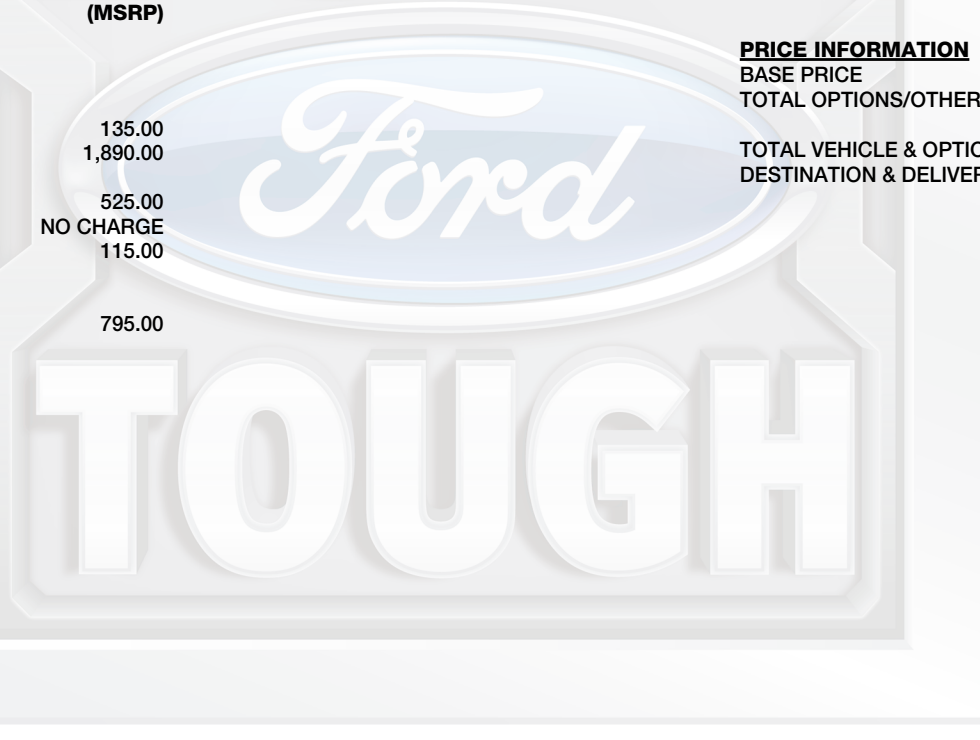 (MSRP)
135.00
1,890.00
525.00
NO CHARGE
115.00
795.00
PRICE INFORMATION
BASE PRICE
TOTAL OPTIONS/OTHER
TOTAL VEHICLE & OPTIO
DESTINATION & DELIVER
Ford
TOUGH